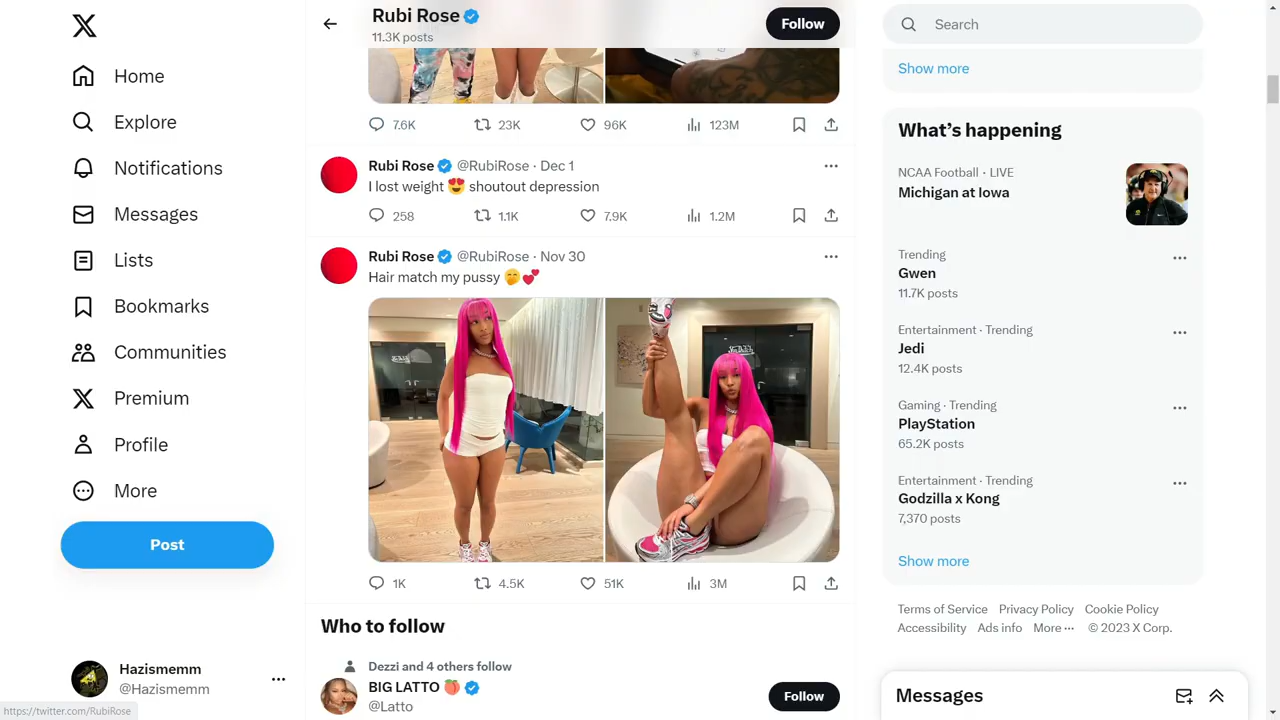 Home
Explore
Notifications
Messages
Lists
Bookmarks
Communities
Premium
Profile
More
Post
Hazismemm
@Hazismemm
https://twitter.com/RubiRose
Rubi Rose
11.3K posts
Follow
7.6K 23K 96K 123M
Rubi Rose @RubiRose · Dec 1
I lost weight 😍 shoutout depression
258 1.1K 7.9K 1.2M
Rubi Rose @RubiRose · Nov 30
Hair match my pussy 🤭💕
1K 4.5K 51K 3M
Who to follow
Dezzi and 4 others follow
BIG LATTO 🍑
@Latto
Follow
Search
Show more
What’s happening
NCAA Football · LIVE
Michigan at Iowa
Trending
Gwen
11.7K posts
Entertainment · Trending
Jedi
12.4K posts
Gaming · Trending
PlayStation
65.2K posts
Entertainment · Trending
Godzilla x Kong
7,370 posts
Show more
Terms of Service Privacy Policy Cookie Policy
Accessibility Ads info More ··· © 2023 X Corp.
Messages